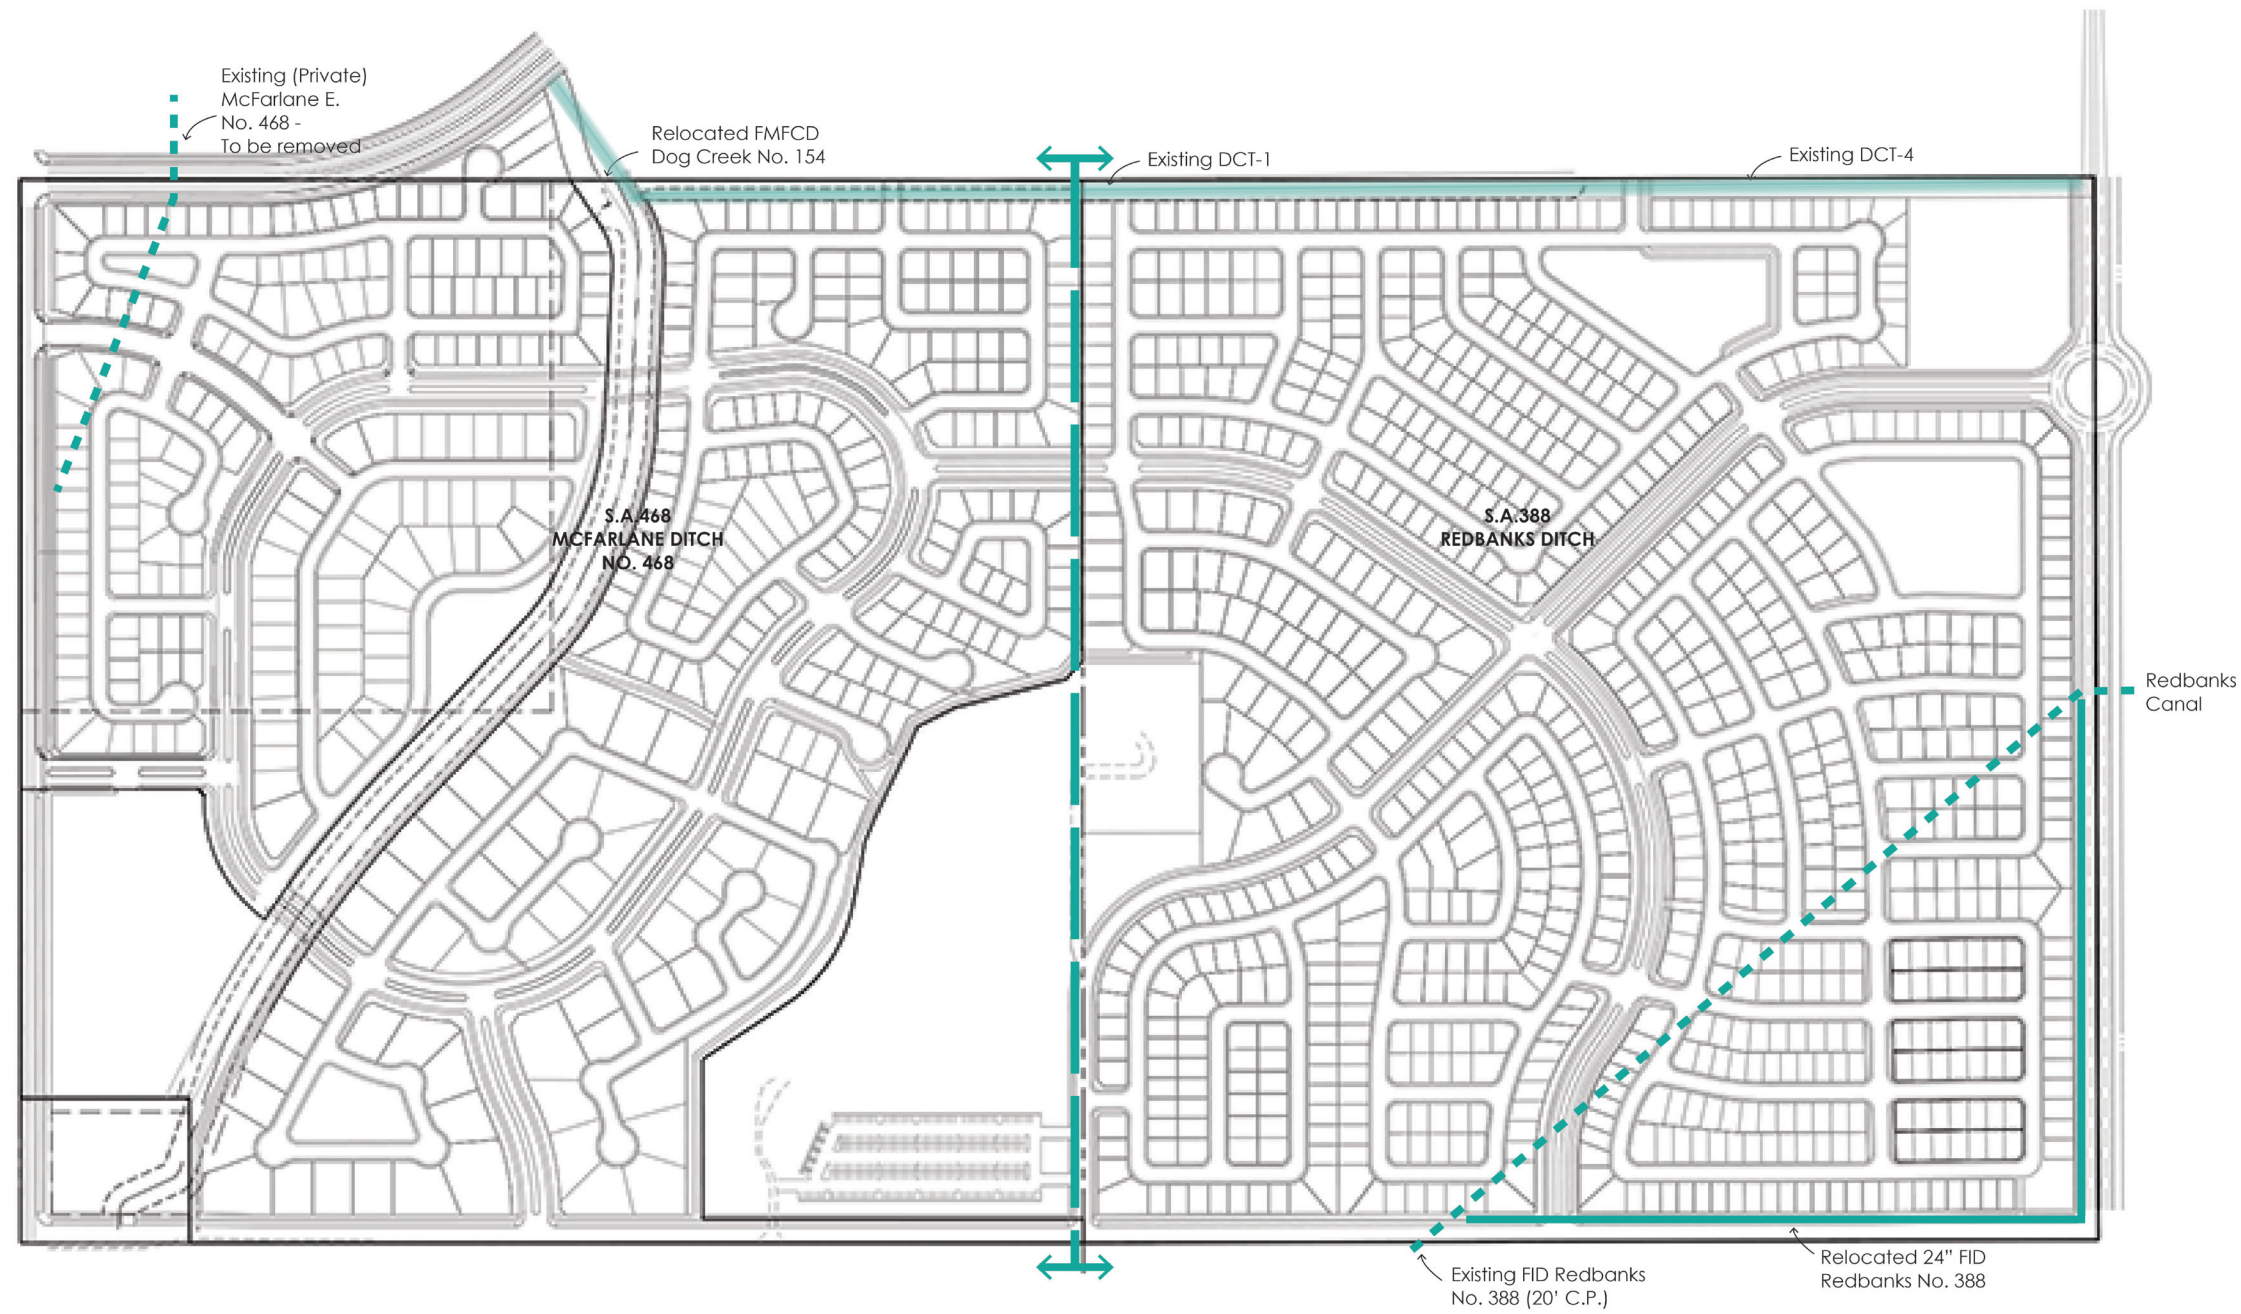 Existing (Private)
McFarlane E.
No. 468 -
To be removed
Relocated FMFCD
Dog Creek No. 154
Existing DCT-1
Existing DCT-4
S.A.468
MCFARLANE DITCH
NO. 468
S.A.388
REDBANKS DITCH
Redbanks
Canal
Relocated 24" FID
Redbanks No. 388
Existing FID Redbanks
No. 388 (20' C.P.)